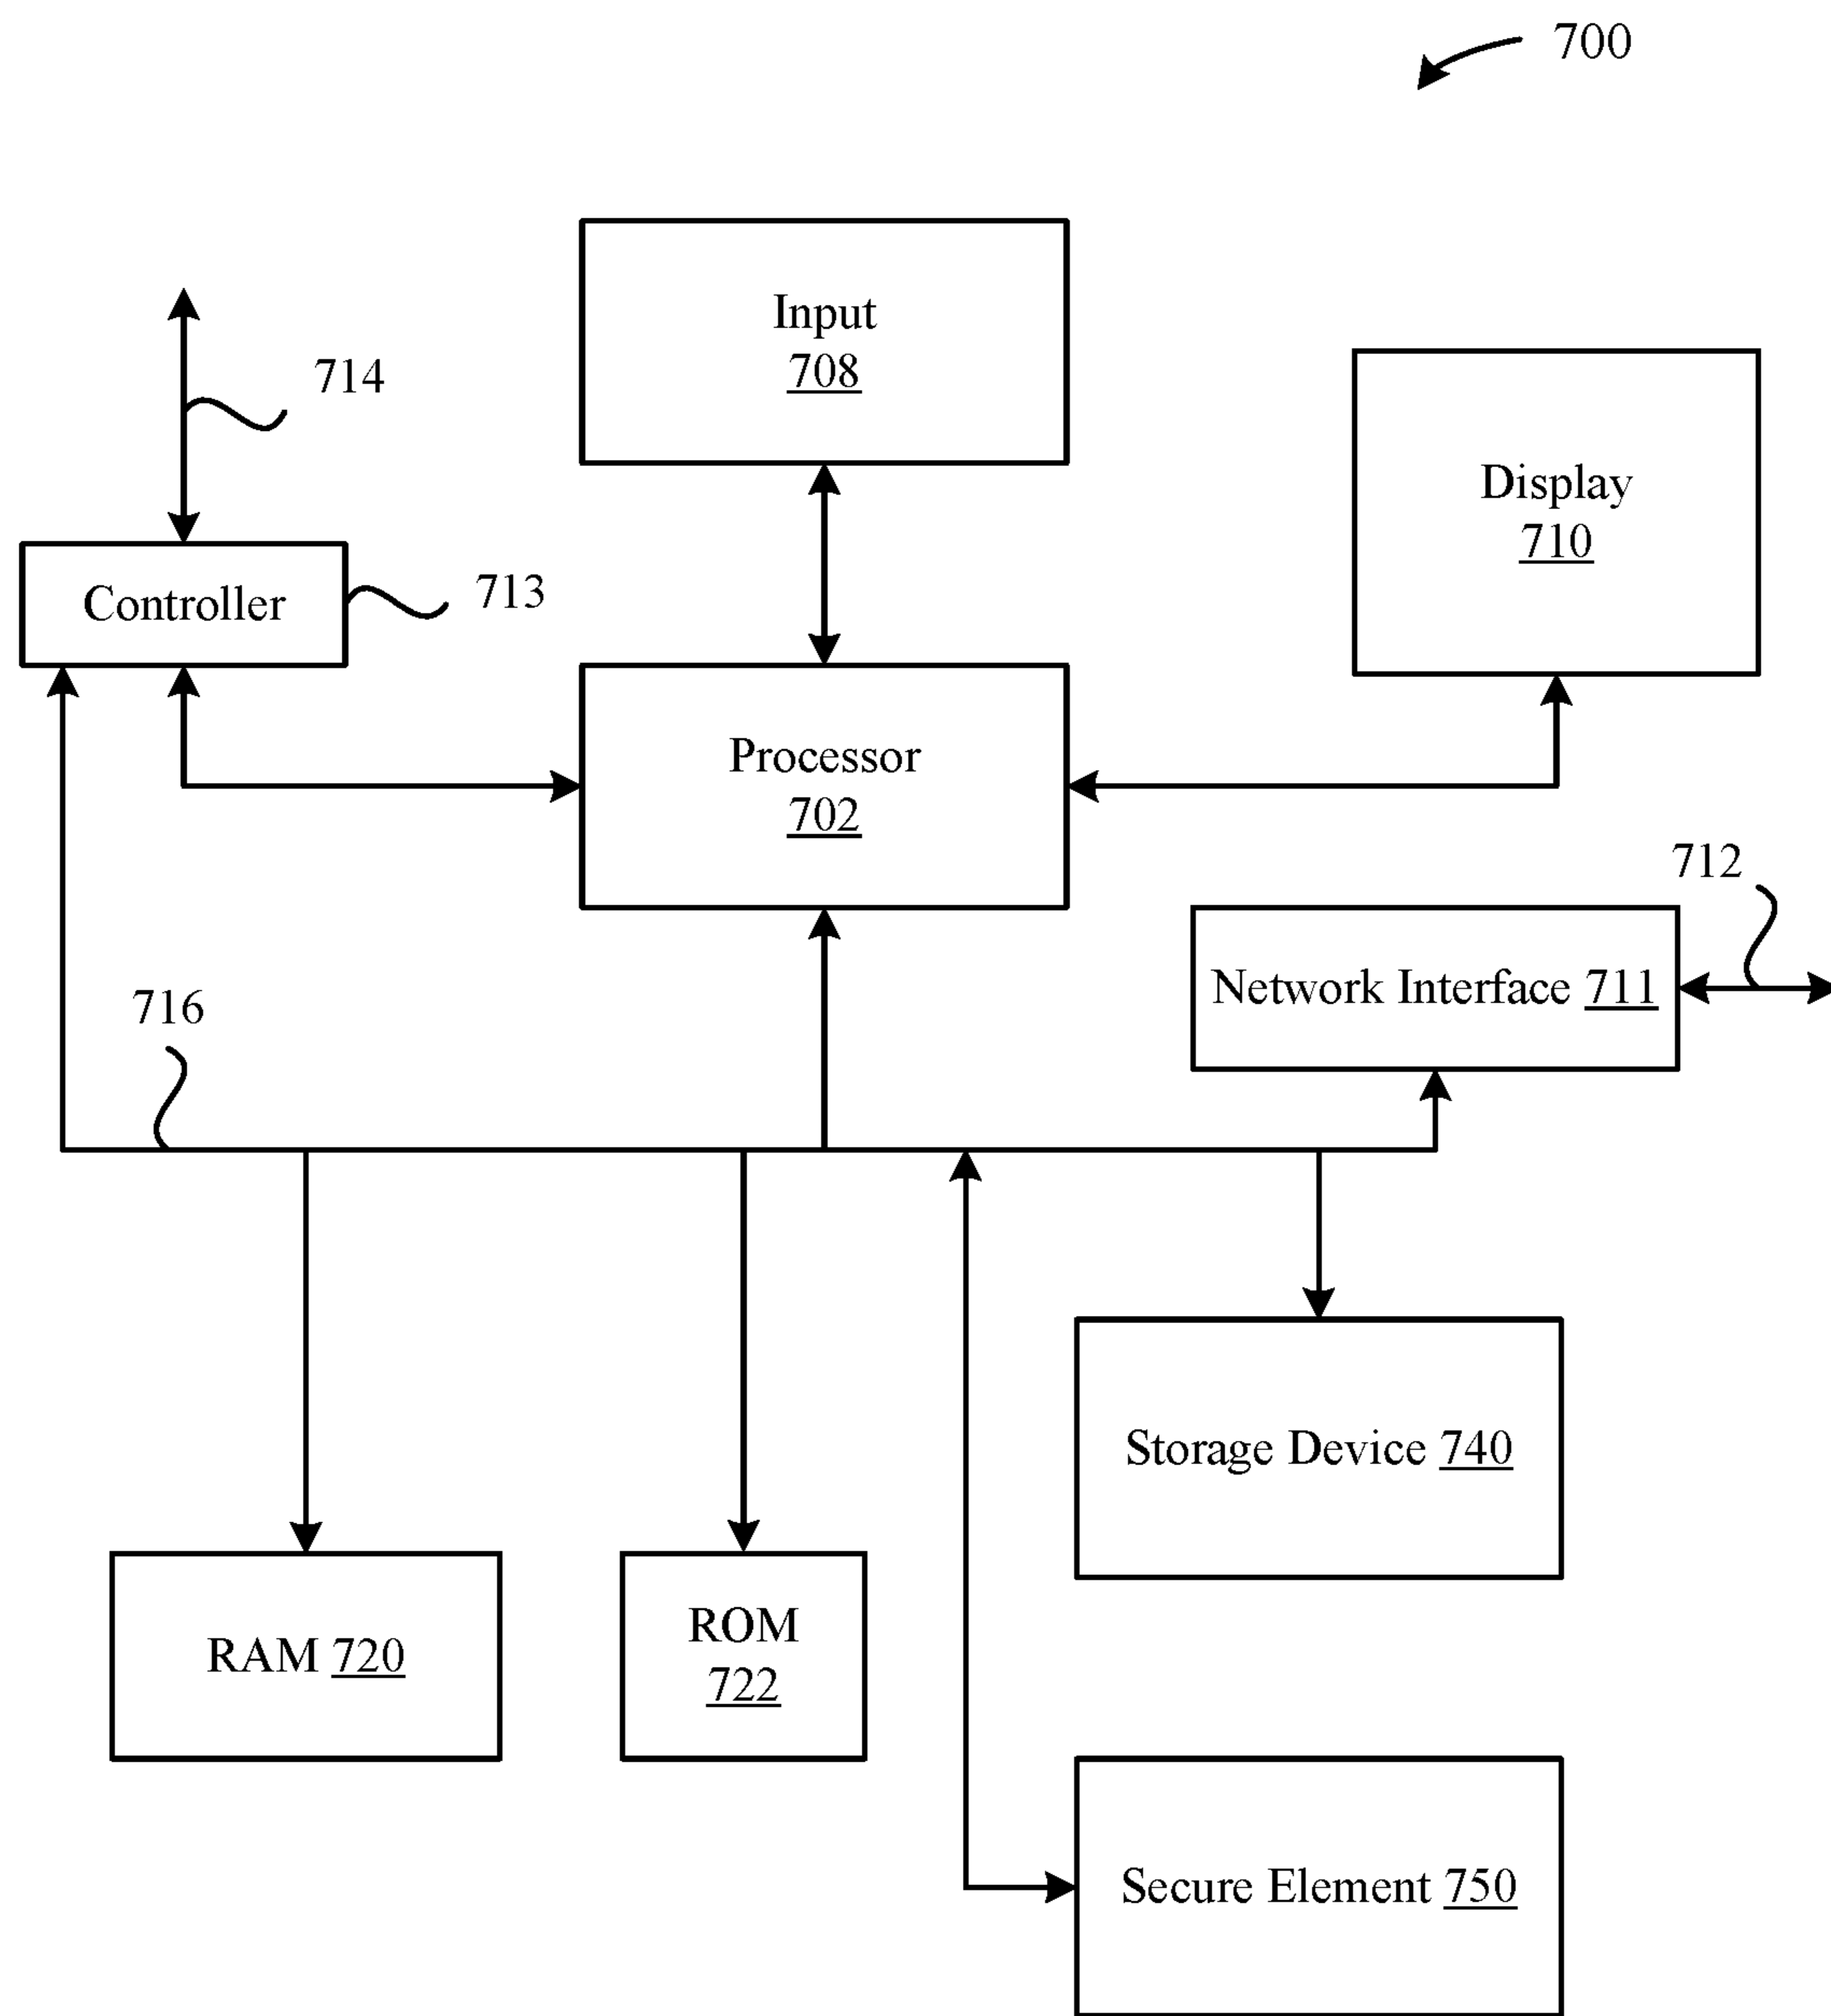 700
Input
708
714
Display
710
Controller
713
Processor
702
712
Network Interface 711
716
Storage Device 740
RAM 720
ROM
722
Secure Element 750